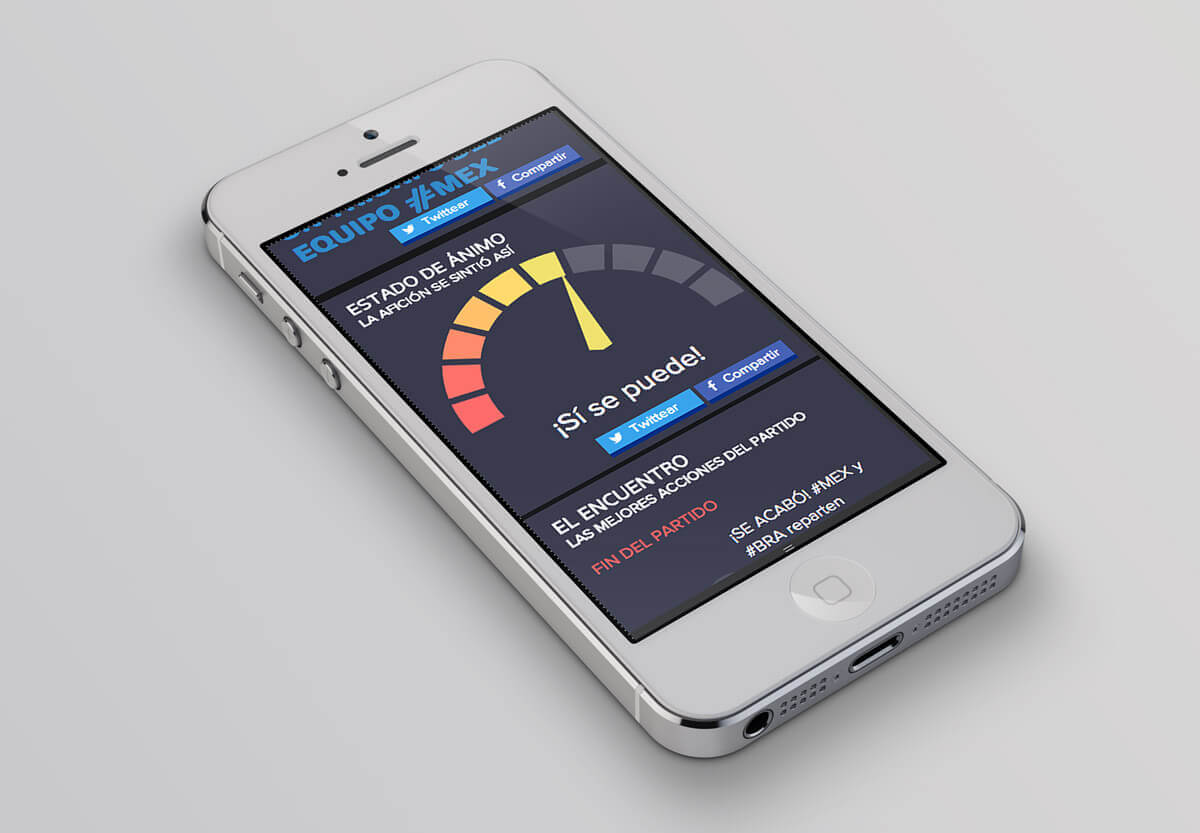 EQUIPO #MEX
Twittear
Compartir
ESTADO DE ÁNIMO
LA AFICIÓN SE SINTIÓ ASÍ
¡Sí se puede!
Twittear
Compartir
EL ENCUENTRO
LAS MEJORES ACCIONES DEL PARTIDO
FIN DEL PARTIDO
¡SE ACABÓ! #MEX y
#BRA reparten